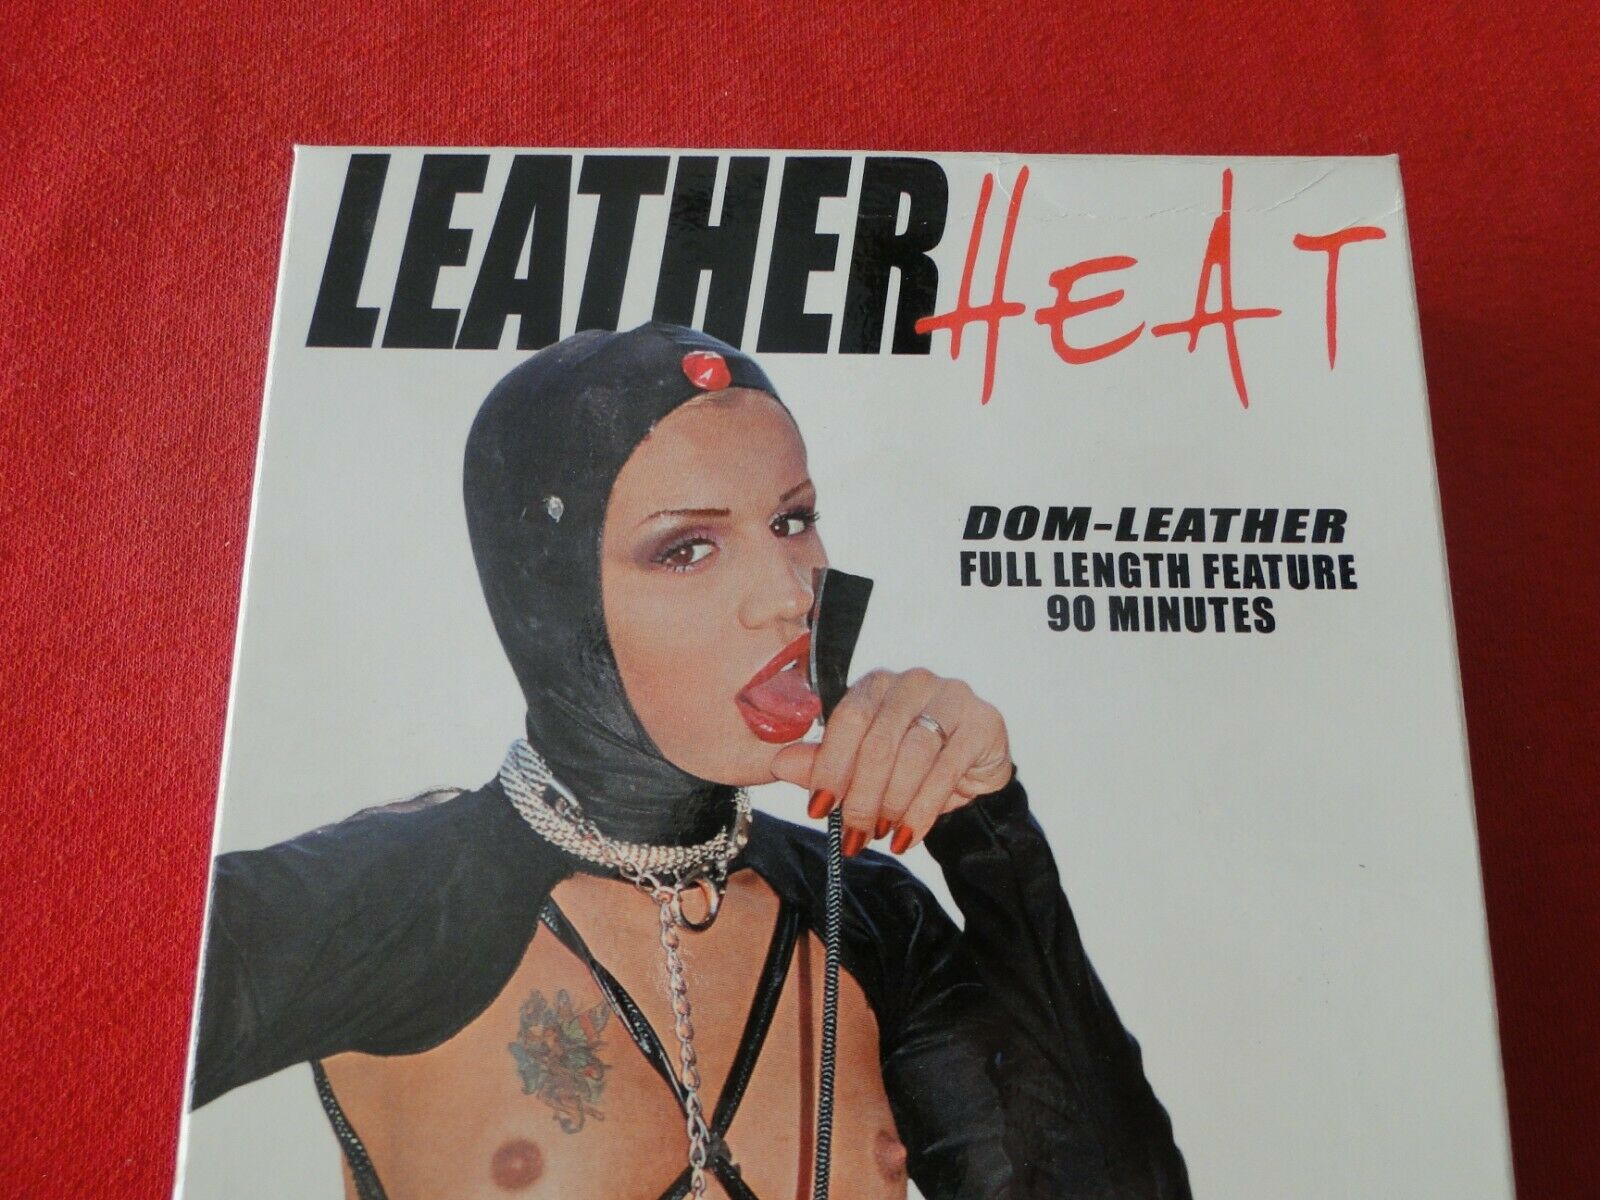 LEATHER HEAT
DOM-LEATHER
FULL LENGTH FEATURE
90 MINUTES